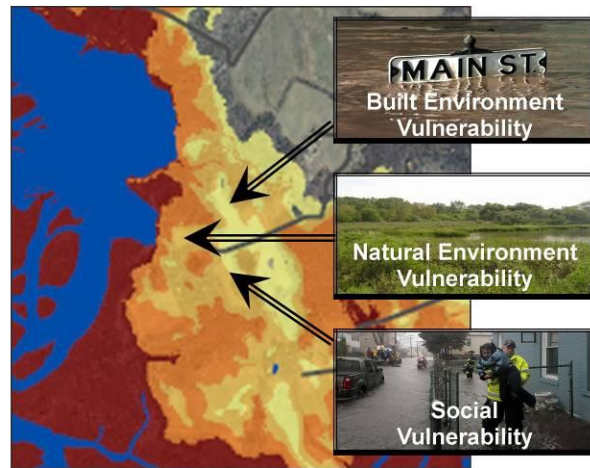 MAIN ST.
Built Environment
Vulnerability
Natural Environment
Vulnerability
Social
Vulnerability